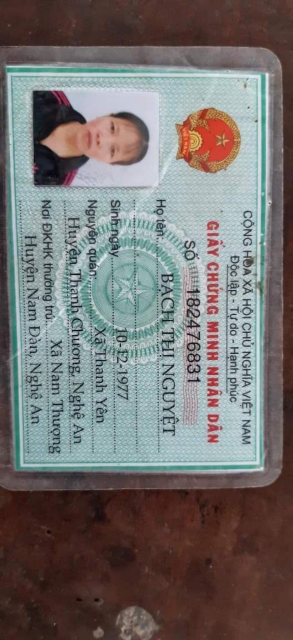 CỘNG HÒA XÃ HỘI CHỦ NGHĨA VIỆT NAM
Độc lập - Tự do - Hạnh phúc
GIẤY CHỨNG MINH NHÂN DÂN
SỐ 182476831
Họ tên: BẠCH THỊ NGUYỆT
Sinh ngày 10-12-1977
Nguyên quán Xã Thanh Yên
Huyện Thanh Chương, Nghệ An
Nơi ĐKHK thường trú Xã Nam Thượng
Huyện Nam Đàn, Nghệ An